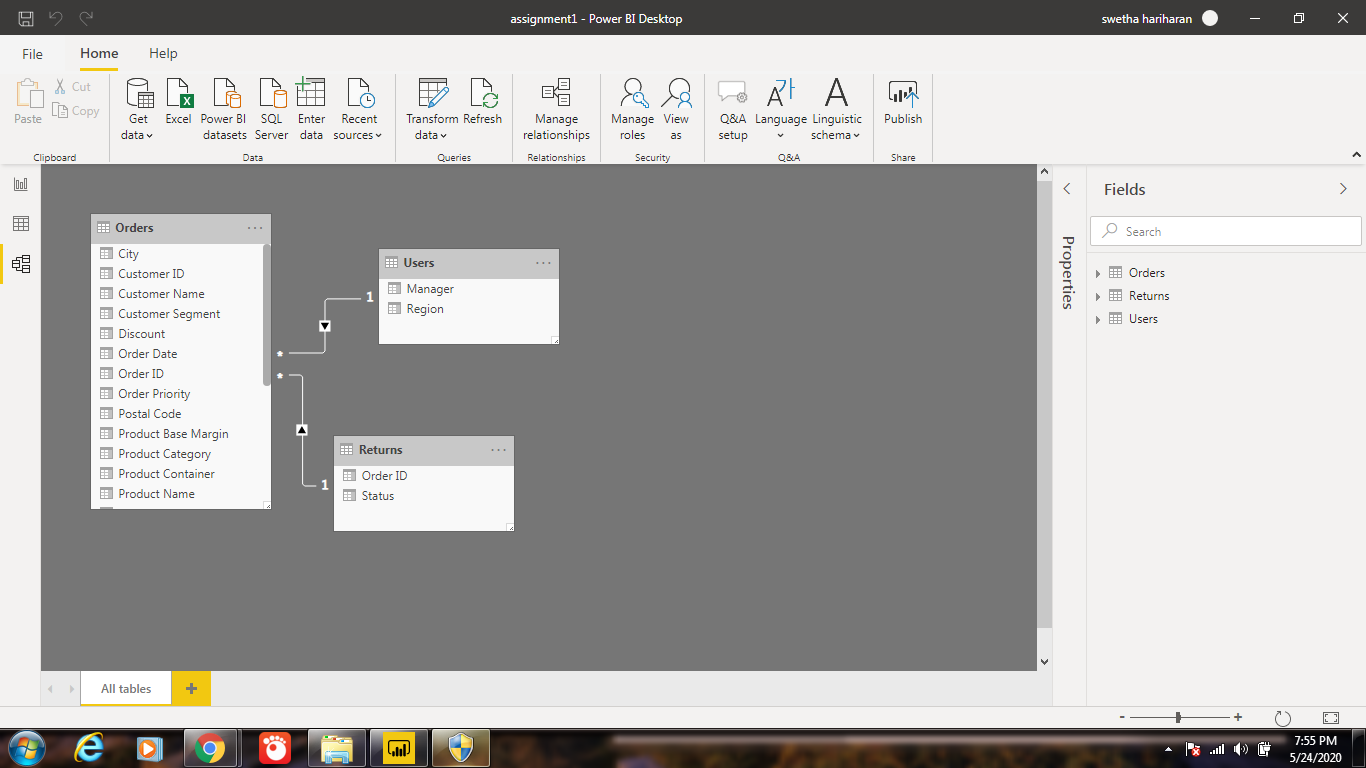 assignment1 - Power BI Desktop
swetha hariharan
File
Home
Help
Paste
Cut
Copy
Clipboard
Get data
Excel
Power BI datasets
SQL Server
Enter data
Recent sources
Data
Transform data
Refresh
Queries
Manage relationships
Relationships
Manage roles
View as
Security
Q&A setup
Language
Linguistic schema
Q&A
Publish
Share
Orders
City
Customer ID
Customer Name
Customer Segment
Discount
Order Date
Order ID
Order Priority
Postal Code
Product Base Margin
Product Category
Product Container
Product Name
Users
Manager
Region
1
*
*
1
Returns
Order ID
Status
Properties
Fields
Search
Orders
Returns
Users
All tables
+
- +
7:55 PM
5/24/2020